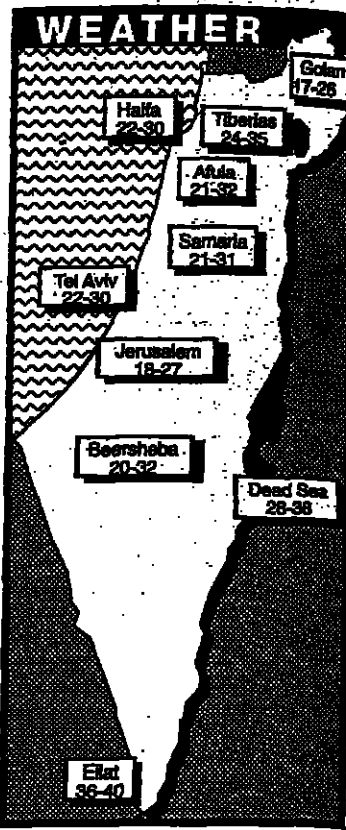 WEATHER
Golan
17-26
Haifa
22-30
Tiberias
24-35
Afula
21-32
Samaria
21-31
Tel Aviv
22-30
Jerusalem
18-27
Beersheba
20-32
Dead Sea
28-38
Eilat
36-40